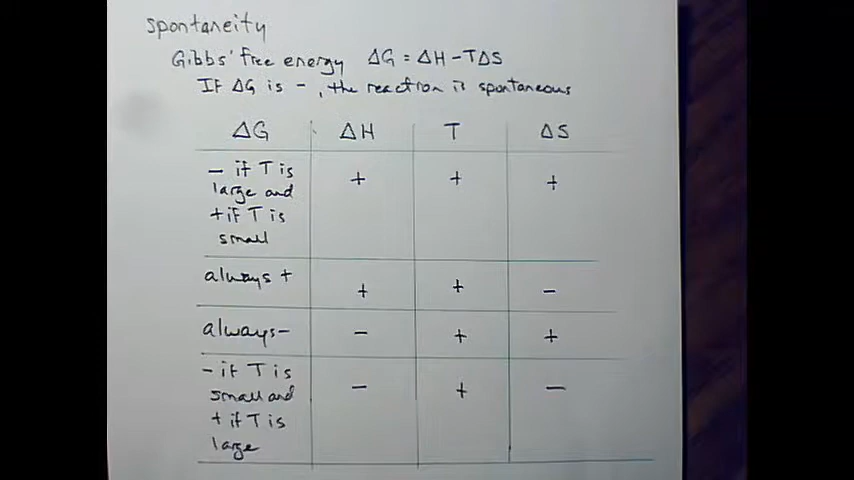 spontaneity
Gibbs' free energy ΔG = ΔH - TΔS
If ΔG is -, the reaction is spontaneous
ΔG ΔH T ΔS
- if T is
large and
+ if T is
small
+ + +
always +
+ + -
always -
- + +
- if T is
small and
+ if T is
large
- + -